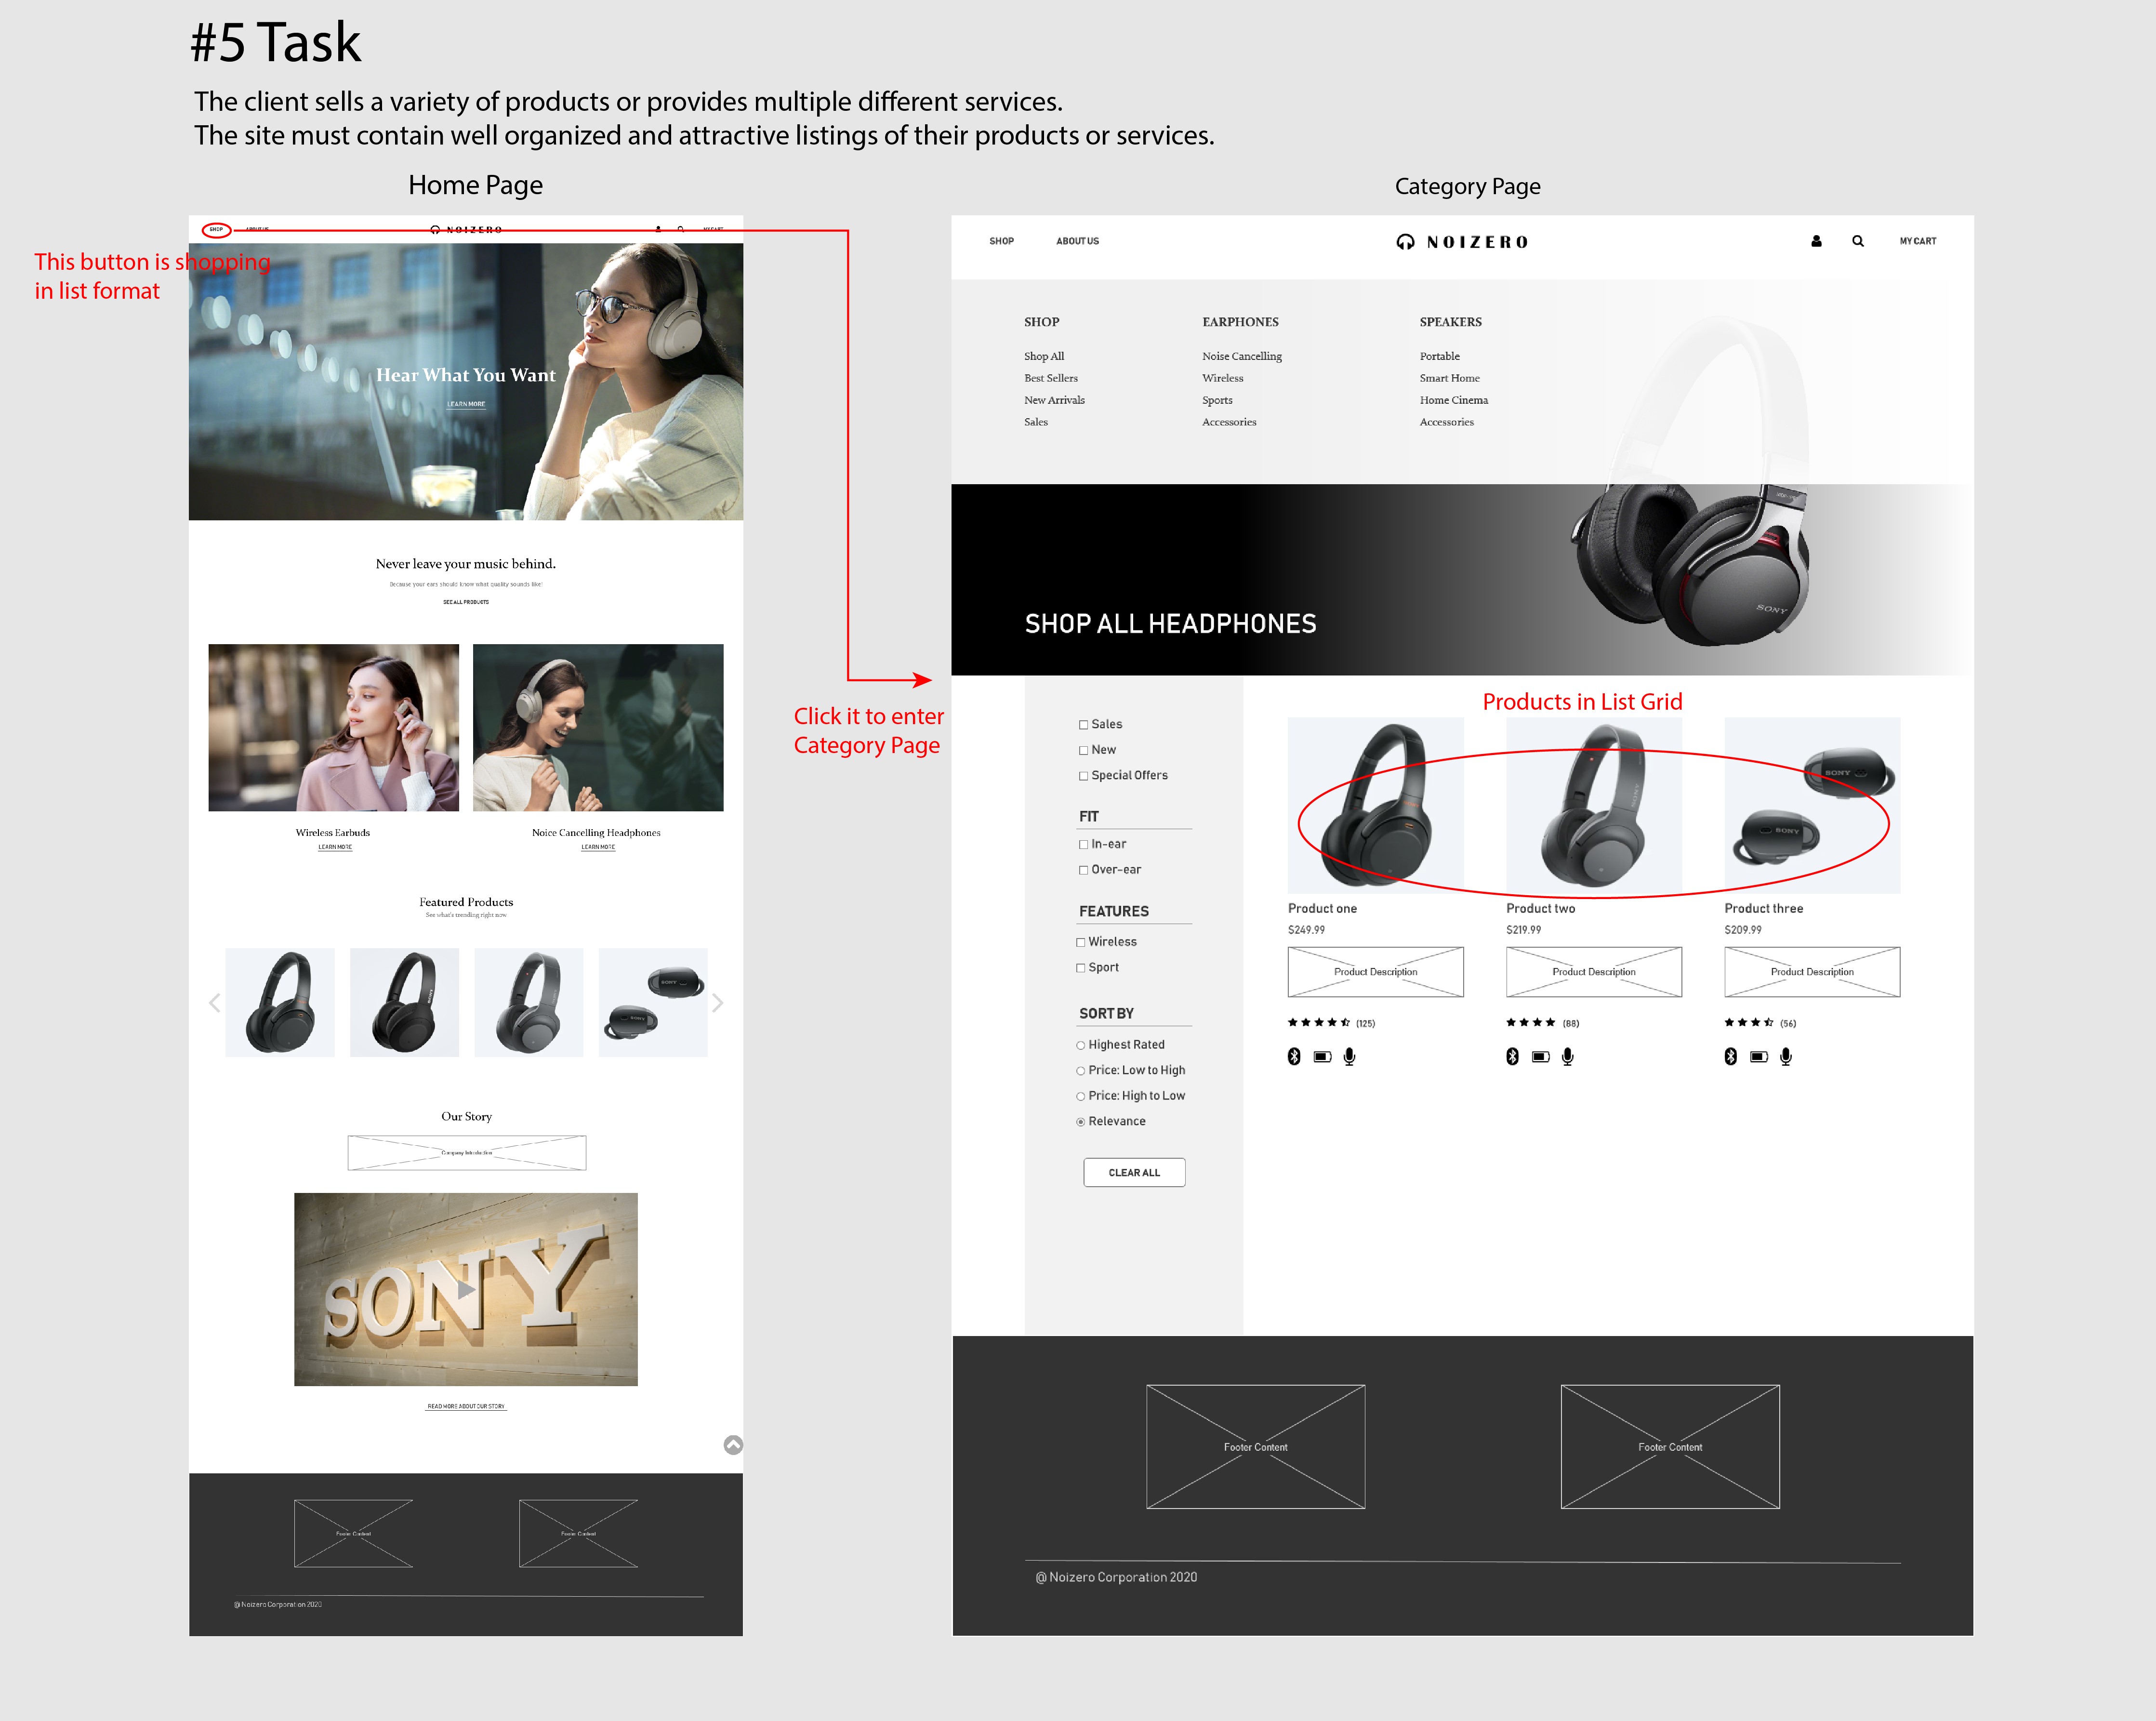 #5 Task
The client sells a variety of products or provides multiple different services.
The site must contain well organized and attractive listings of their products or services.
Home Page
SHOP
ABOUT US
NOIZERO
MY CART
This button is shopping
in list format
Hear What You Want
LEARN MORE
Never leave your music behind.
Because your ears should know what quality sounds like!
SEE ALL PRODUCTS
Wireless Earbuds
LEARN MORE
Noice Cancelling Headphones
LEARN MORE
Featured Products
See what's trending right now
SONY
SONY
Our Story
Company Introduction
SONY
READ MORE ABOUT OUR STORY
Footer Content
Footer Content
@ Noizero Corporation 2020
Click it to enter
Category Page
Category Page
SHOP
ABOUT US
NOIZERO
MY CART
SHOP
Shop All
Best Sellers
New Arrivals
Sales
EARPHONES
Noise Cancelling
Wireless
Sports
Accessories
SPEAKERS
Portable
Smart Home
Home Cinema
Accessories
SONY
SHOP ALL HEADPHONES
Sales
New
Special Offers
FIT
In-ear
Over-ear
FEATURES
Wireless
Sport
SORT BY
Highest Rated
Price: Low to High
Price: High to Low
Relevance
CLEAR ALL
Products in List Grid
SONY
SONY
SONY
Product one
$249.99
Product Description
(125)
Product two
$219.99
Product Description
(88)
Product three
$209.99
Product Description
(56)
Footer Content
Footer Content
@ Noizero Corporation 2020